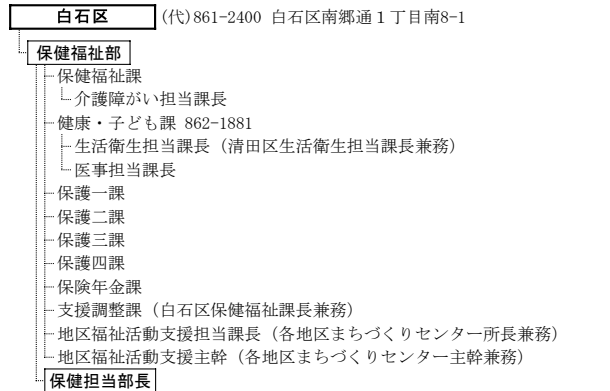 白石区 (代)861-2400 白石区南郷通１丁目南8-1
保健福祉部
保健福祉課
介護障がい担当課長
健康・子ども課 862-1881
生活衛生担当課長（清田区生活衛生担当課長兼務）
医事担当課長
保護一課
保護二課
保護三課
保護四課
保険年金課
支援調整課（白石区保健福祉課長兼務）
地区福祉活動支援担当課長（各地区まちづくりセンター所長兼務）
地区福祉活動支援主幹（各地区まちづくりセンター主幹兼務）
保健担当部長